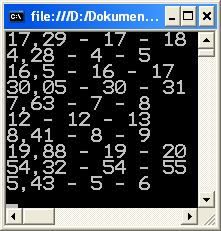 file:///D:/Dokumen...
17,29 - 17 - 18
4,28 - 4 - 5
16,5 - 16 - 17
30,05 - 30 - 31
7,63 - 7 - 8
12 - 12 - 13
8,41 - 8 - 9
19,88 - 19 - 20
54,32 - 54 - 55
5,43 - 5 - 6